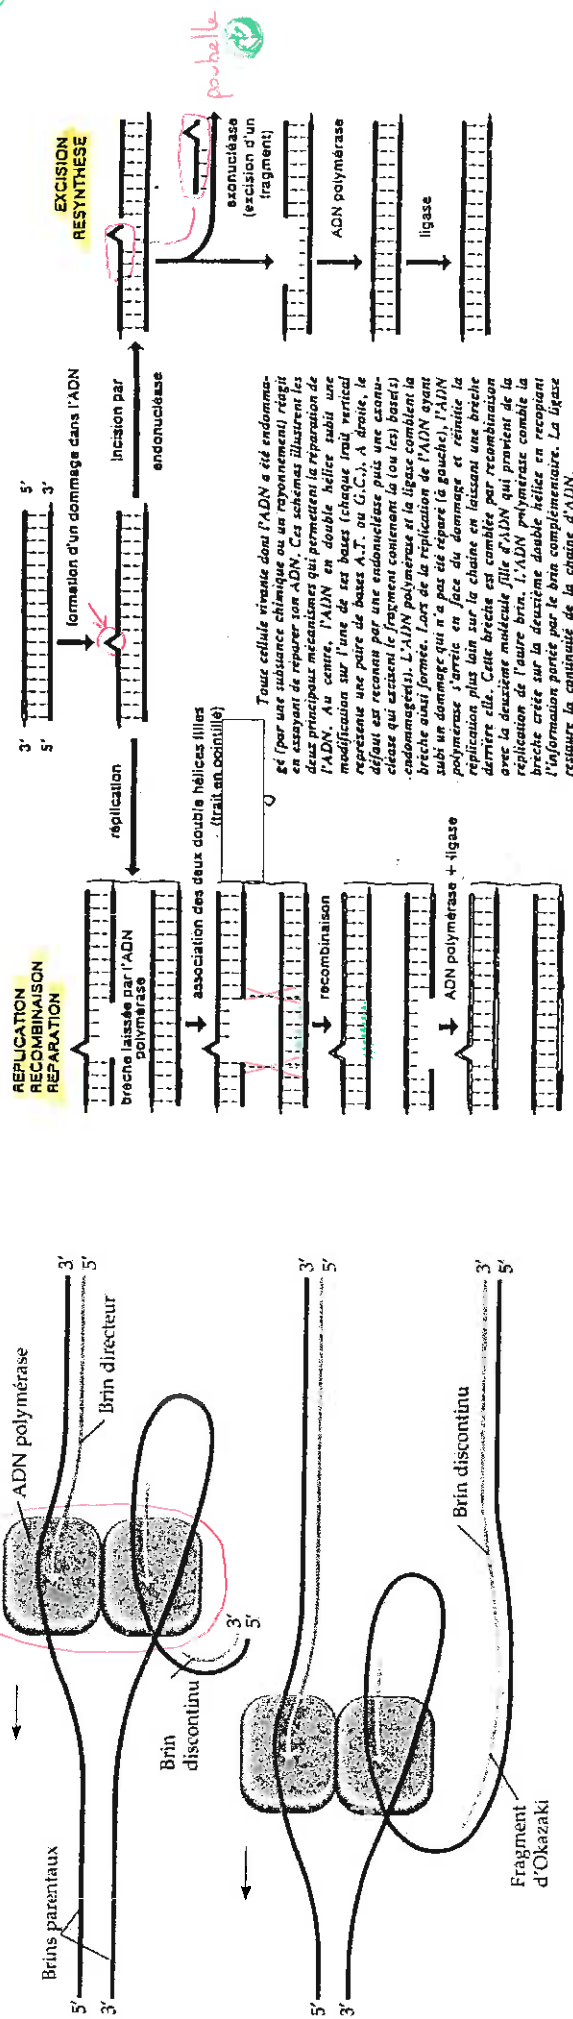 ADN polymérase
Brin directeur
Brins parentaux
5'
3'
3'
5'
Brin
discontinu
3'
5'
5'
3'
3'
5'
Brin discontinu
3'
5'
Fragment
d'Okazaki
RÉPLICATION
RECOMBINAISON
RÉPARATION
brèche laissée par l'ADN
polymérase
association des deux double hélices filles
(trait en pointillé)
recombinaison
ADN polymérase + ligase
3'
5'
5'
3'
formation d'un dommage dans l'ADN
réplication
Incision par
endonucléase
EXCISION
RESYNTHESE
poubelle
exonucléase
(excision d'un
fragment)
ADN polymérase
ligase
Toute cellule vivante dont l'ADN a été endomma-
gé (par une substance chimique ou un rayonnement) réagit
en essayant de réparer son ADN. Ces schémas illustrent les
deux principaux mécanismes qui permettent la réparation de
l'ADN. Au centre, l'ADN en double hélice subit une
modification sur l'une de ses bases (chaque trait vertical
représente une paire de bases A.T. ou G.C.). A droite, le
défaut est reconnu par une endonucléase puis une exonu-
cléase qui excisent le fragment contenant la (ou les) base(s)
endommagée(s). L'ADN polymérase et la ligase comblent la
brèche ainsi formée. Lors de la réplication de l'ADN ayant
subi un dommage qui n'a pas été réparé (à gauche), l'ADN
polymérase s'arrête en face du dommage et réinitie la
réplication plus loin sur la chaîne en laissant une brèche
derrière elle. Cette brèche est comblée par recombinaison
avec la deuxième molécule fille d'ADN qui provient de la
réplication de l'autre brin. L'ADN polymérase comble la
brèche créée sur la deuxième double hélice en recopiant
l'information portée par le brin complémentaire. La ligase
restaure la continuité de la chaîne d'ADN.